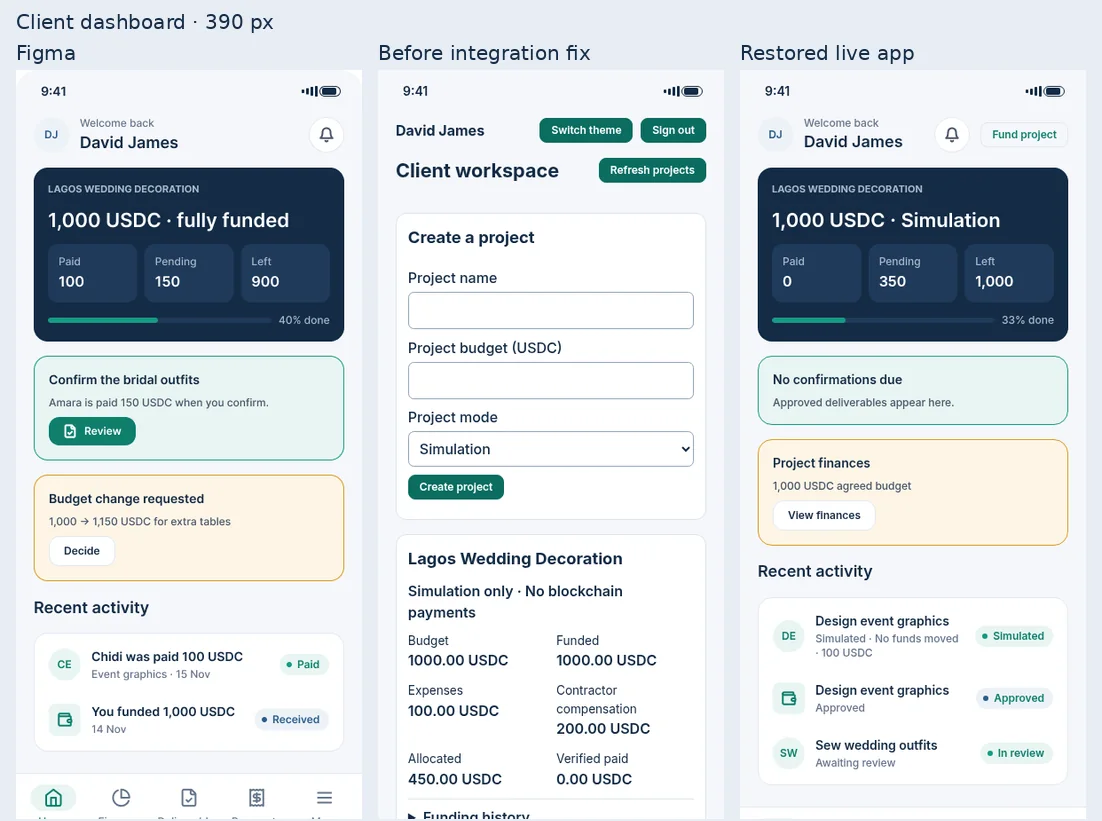 Client dashboard · 390 px
Figma
9:41
DJ
Welcome back
David James
LAGOS WEDDING DECORATION
1,000 USDC · fully funded
Paid
100
Pending
150
Left
900
40% done
Confirm the bridal outfits
Amara is paid 150 USDC when you confirm.
Review
Budget change requested
1,000 → 1,150 USDC for extra tables
Decide
Recent activity
CE
Chidi was paid 100 USDC
Event graphics · 15 Nov
Paid
You funded 1,000 USDC
14 Nov
Received
Before integration fix
9:41
David James
Switch theme
Sign out
Client workspace
Refresh projects
Create a project
Project name
Project budget (USDC)
Project mode
Simulation
Create project
Lagos Wedding Decoration
Simulation only · No blockchain
payments
Budget
1000.00 USDC
Funded
1000.00 USDC
Expenses
100.00 USDC
Contractor
compensation
200.00 USDC
Allocated
450.00 USDC
Verified paid
0.00 USDC
Funding history
Restored live app
9:41
DJ
Welcome back
David James
Fund project
LAGOS WEDDING DECORATION
1,000 USDC · Simulation
Paid
0
Pending
350
Left
1,000
33% done
No confirmations due
Approved deliverables appear here.
Project finances
1,000 USDC agreed budget
View finances
Recent activity
DE
Design event graphics
Simulated · No funds moved
· 100 USDC
Simulated
Design event graphics
Approved
Approved
SW
Sew wedding outfits
Awaiting review
In review